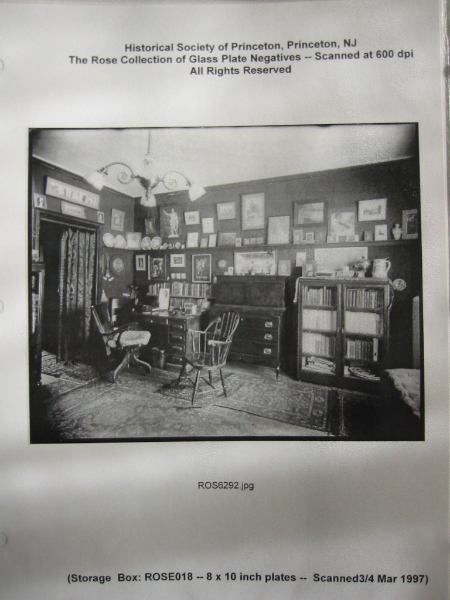 Historical Society of Princeton, Princeton, NJ
The Rose Collection of Glass Plate Negatives -- Scanned at 600 dpi
All Rights Reserved
ROS6292.jpg
(Storage Box: ROSE018 -- 8 x 10 inch plates -- Scanned3/4 Mar 1997)